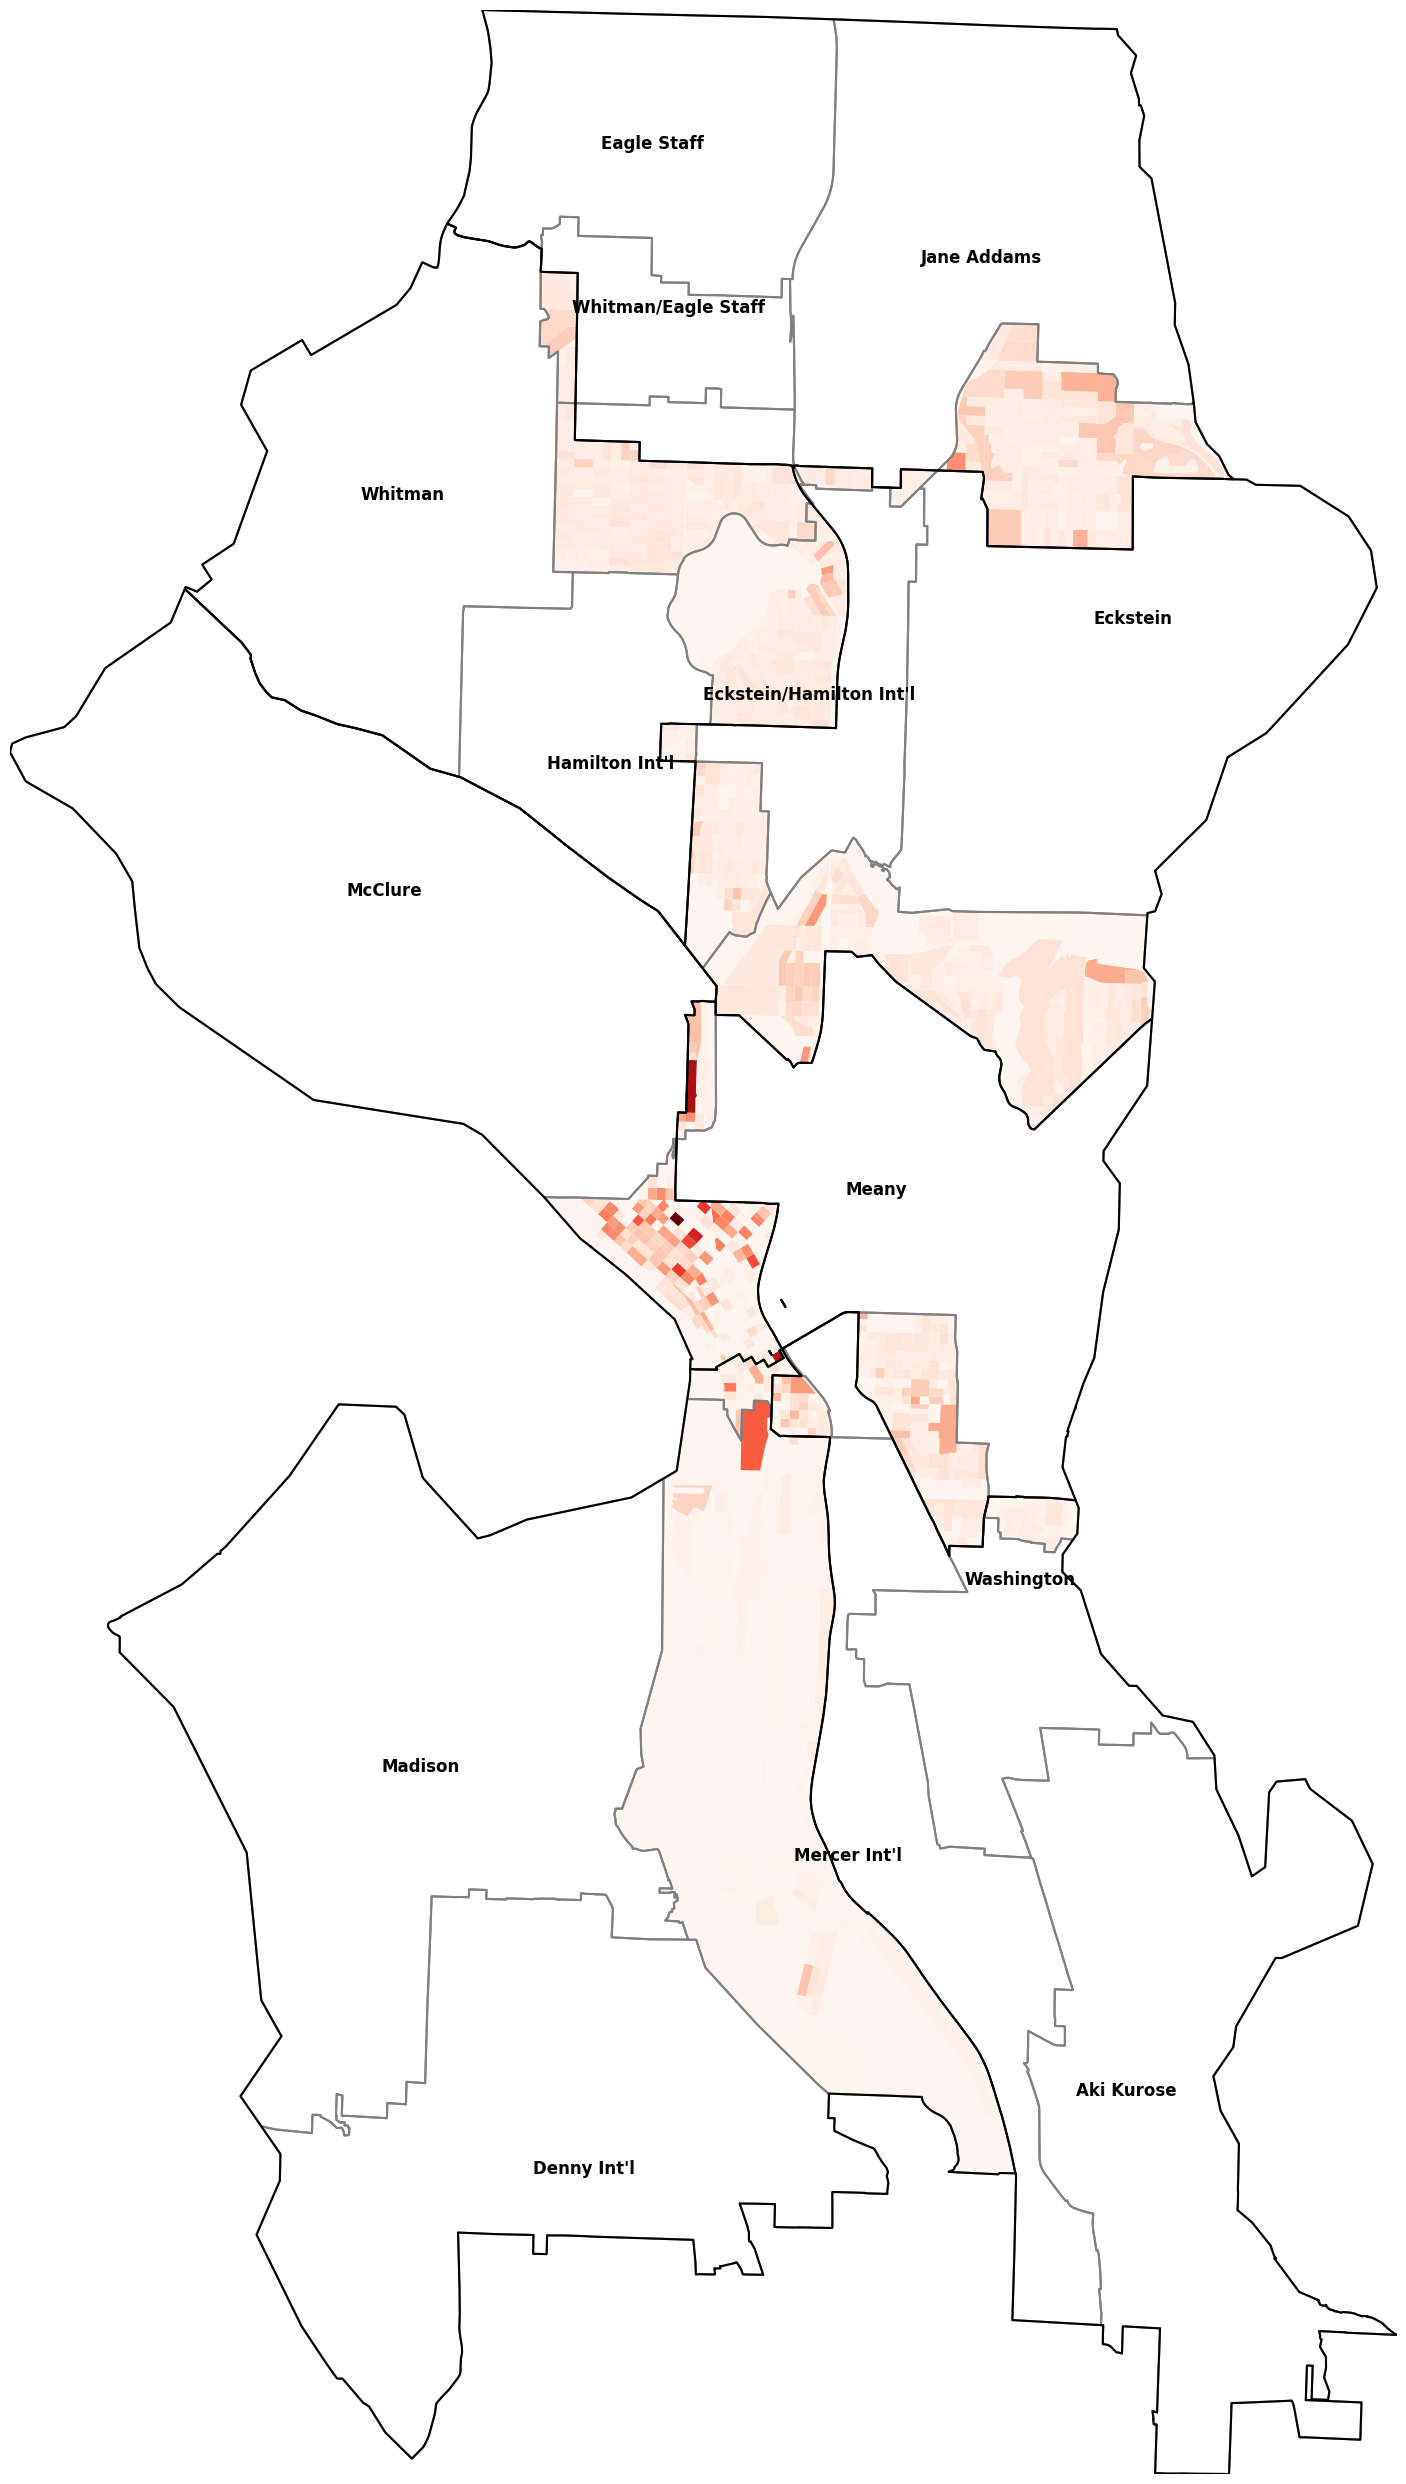 Eagle Staff
Jane Addams
Whitman/Eagle Staff
Whitman
Eckstein
Eckstein/Hamilton Int'l
Hamilton Int'l
McClure
Meany
Washington
Madison
Mercer Int'l
Aki Kurose
Denny Int'l